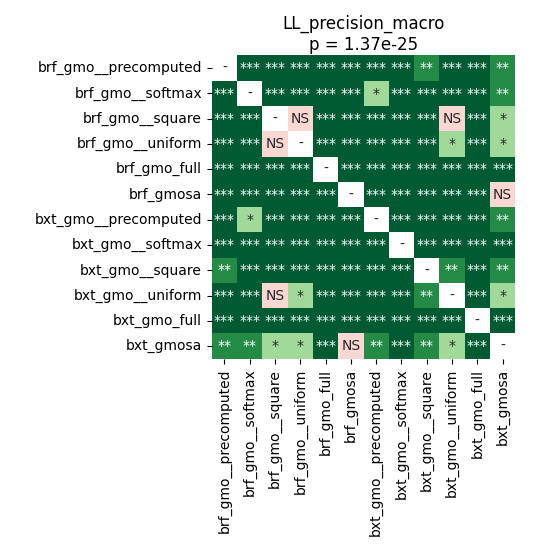 LL_precision_macro
p = 1.37e-25
brf_gmo__precomputed - *** *** *** *** *** *** *** ** *** *** **
brf_gmo__softmax *** - *** *** *** *** * *** *** *** *** **
brf_gmo__square *** *** - NS *** *** *** *** *** NS *** *
brf_gmo__uniform *** *** NS - *** *** *** *** *** * *** *
brf_gmo_full *** *** *** *** - *** *** *** *** *** *** ***
brf_gmosa *** *** *** *** *** - *** *** *** *** *** NS
bxt_gmo__precomputed *** * *** *** *** *** - *** *** *** *** **
bxt_gmo__softmax *** *** *** *** *** *** *** - *** *** *** ***
bxt_gmo__square ** *** *** *** *** *** *** *** - ** *** **
bxt_gmo__uniform *** *** NS * *** *** *** *** ** - *** *
bxt_gmo_full *** *** *** *** *** *** *** *** *** *** - ***
bxt_gmosa ** ** * * *** NS ** *** ** * *** -
brf_gmo__precomputed
brf_gmo__softmax
brf_gmo__square
brf_gmo__uniform
brf_gmo_full
brf_gmosa
bxt_gmo__precomputed
bxt_gmo__softmax
bxt_gmo__square
bxt_gmo__uniform
bxt_gmo_full
bxt_gmosa